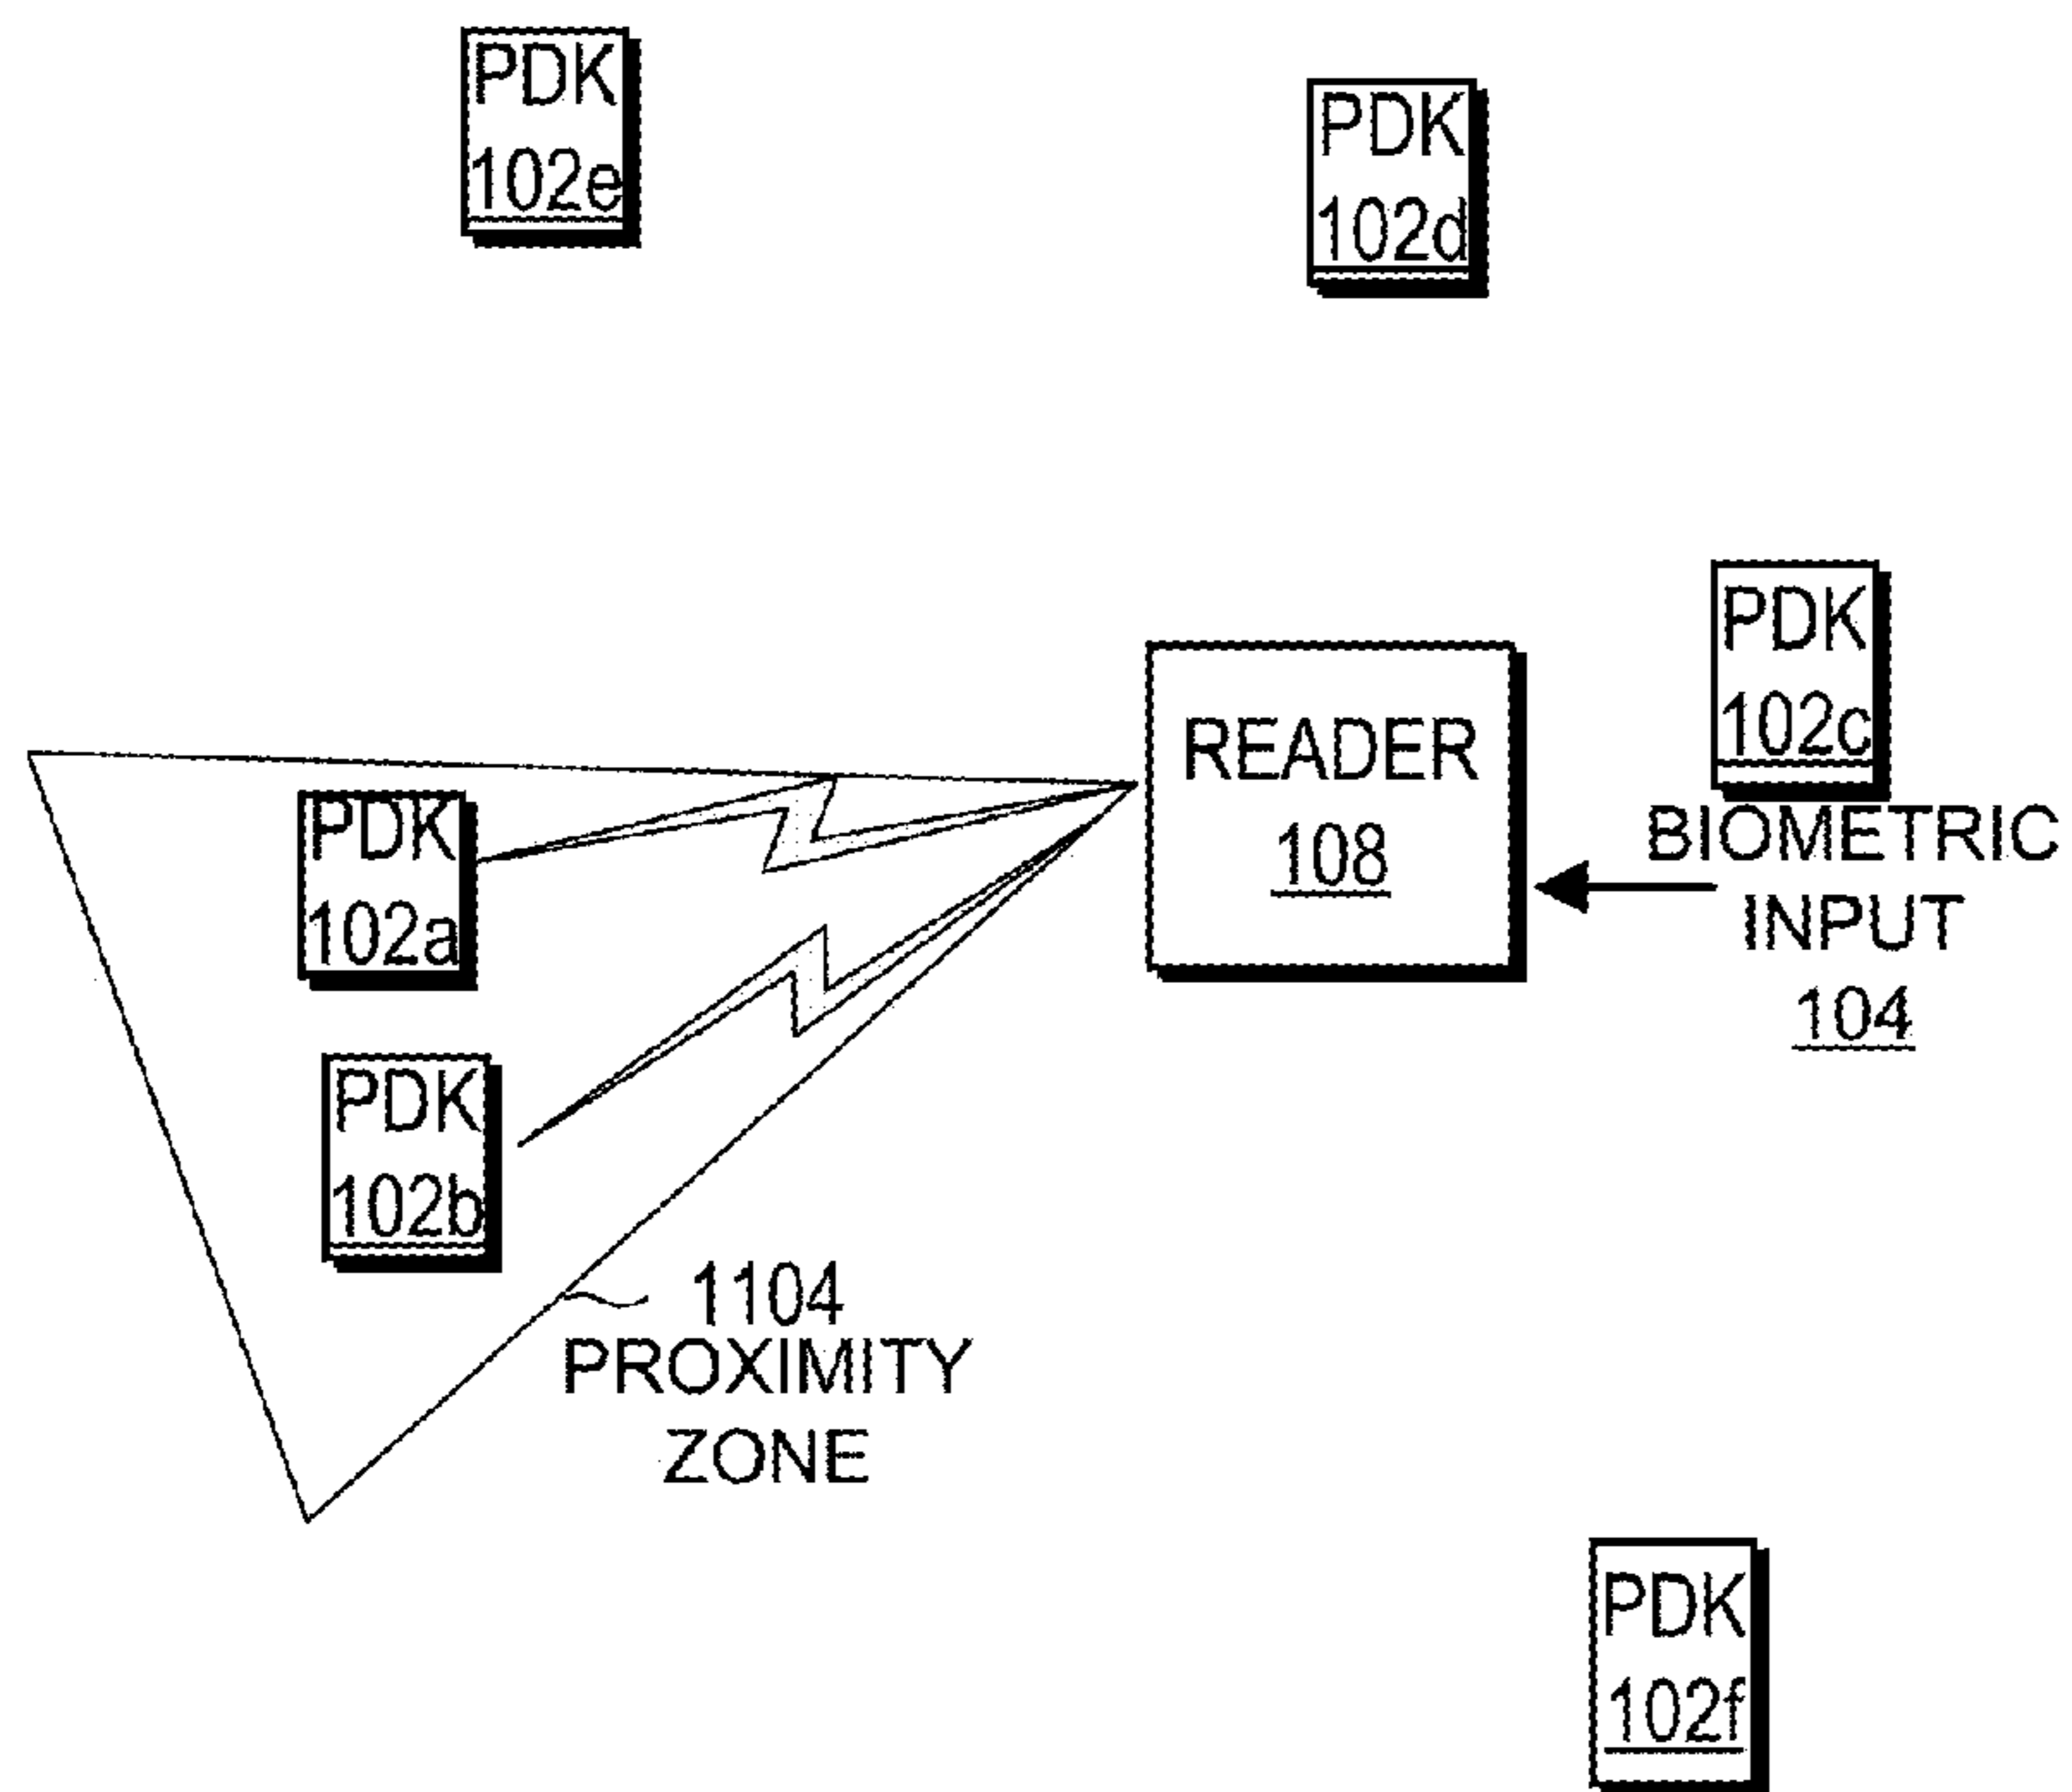 PDK
102e
PDK
102d
PDK
102c
READER
108
BIOMETRIC
INPUT
104
PDK
102a
PDK
102b
1104
PROXIMITY
ZONE
PDK
102f